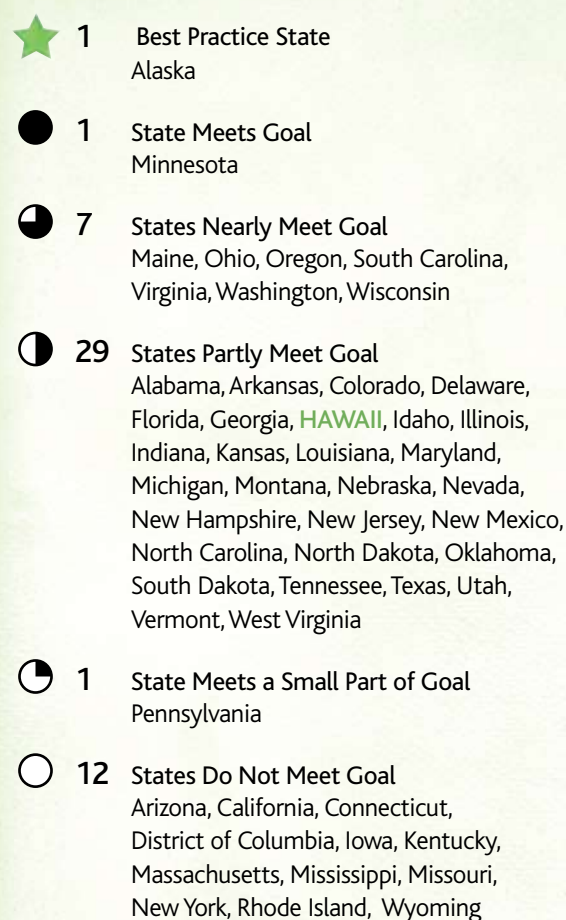 1 Best Practice State
Alaska
1 State Meets Goal
Minnesota
7 States Nearly Meet Goal
Maine, Ohio, Oregon, South Carolina,
Virginia, Washington, Wisconsin
29 States Partly Meet Goal
Alabama, Arkansas, Colorado, Delaware,
Florida, Georgia, HAWAII, Idaho, Illinois,
Indiana, Kansas, Louisiana, Maryland,
Michigan, Montana, Nebraska, Nevada,
New Hampshire, New Jersey, New Mexico,
North Carolina, North Dakota, Oklahoma,
South Dakota, Tennessee, Texas, Utah,
Vermont, West Virginia
1 State Meets a Small Part of Goal
Pennsylvania
12 States Do Not Meet Goal
Arizona, California, Connecticut,
District of Columbia, Iowa, Kentucky,
Massachusetts, Mississippi, Missouri,
New York, Rhode Island, Wyoming